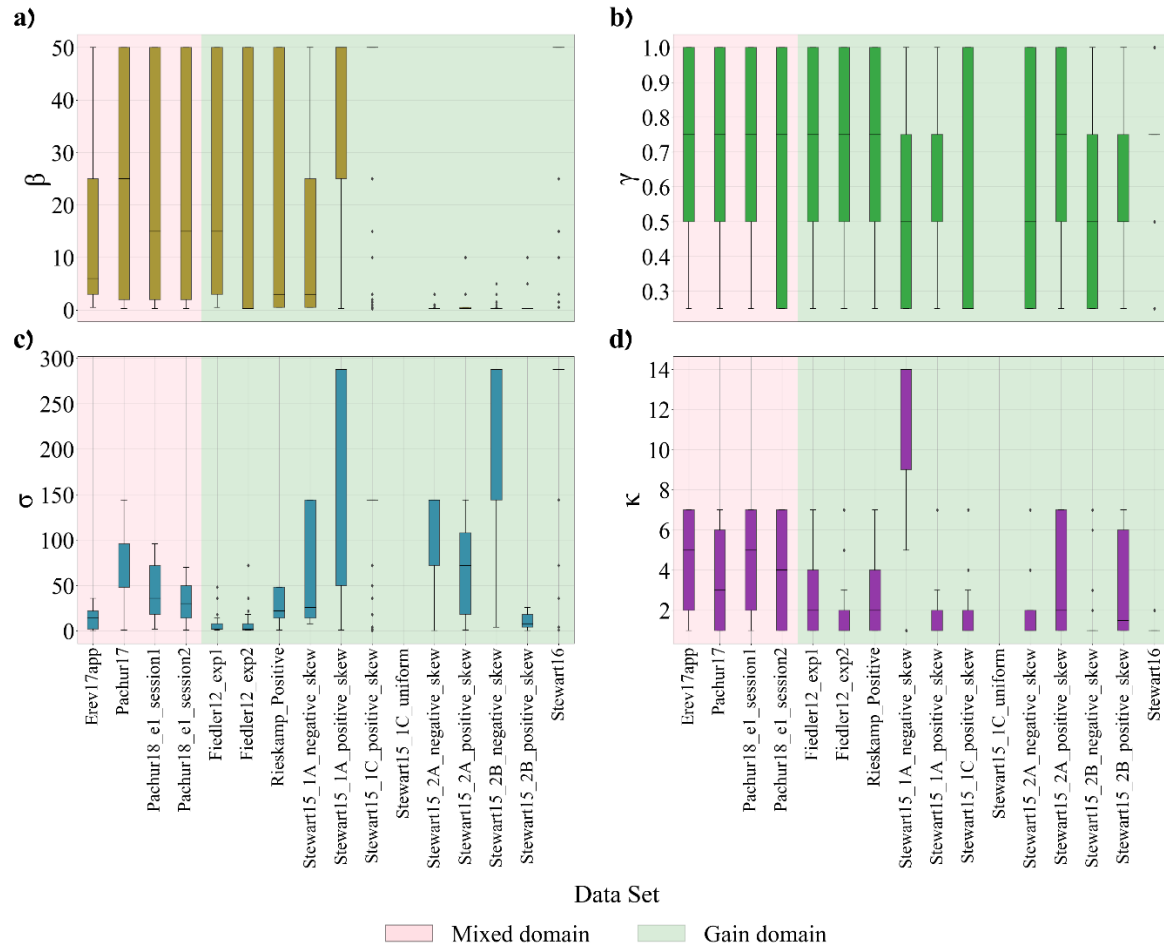 a)
50
40
30
20
10
0
β
b)
1.0
0.9
0.8
0.7
0.6
0.5
0.4
0.3
γ
c)
300
250
200
150
100
50
0
σ
d)
14
12
10
8
6
4
2
κ
Erev17app
Pachur17
Pachur18_e1_session1
Pachur18_e1_session2
Fiedler12_exp1
Fiedler12_exp2
Rieskamp_Positive
Stewart15_1A_negative_skew
Stewart15_1A_positive_skew
Stewart15_1C_positive_skew
Stewart15_1C_uniform
Stewart15_2A_negative_skew
Stewart15_2A_positive_skew
Stewart15_2B_negative_skew
Stewart15_2B_positive_skew
Stewart16
Erev17app
Pachur17
Pachur18_e1_session1
Pachur18_e1_session2
Fiedler12_exp1
Fiedler12_exp2
Rieskamp_Positive
Stewart15_1A_negative_skew
Stewart15_1A_positive_skew
Stewart15_1C_positive_skew
Stewart15_1C_uniform
Stewart15_2A_negative_skew
Stewart15_2A_positive_skew
Stewart15_2B_negative_skew
Stewart15_2B_positive_skew
Stewart16
Data Set
Mixed domain
Gain domain